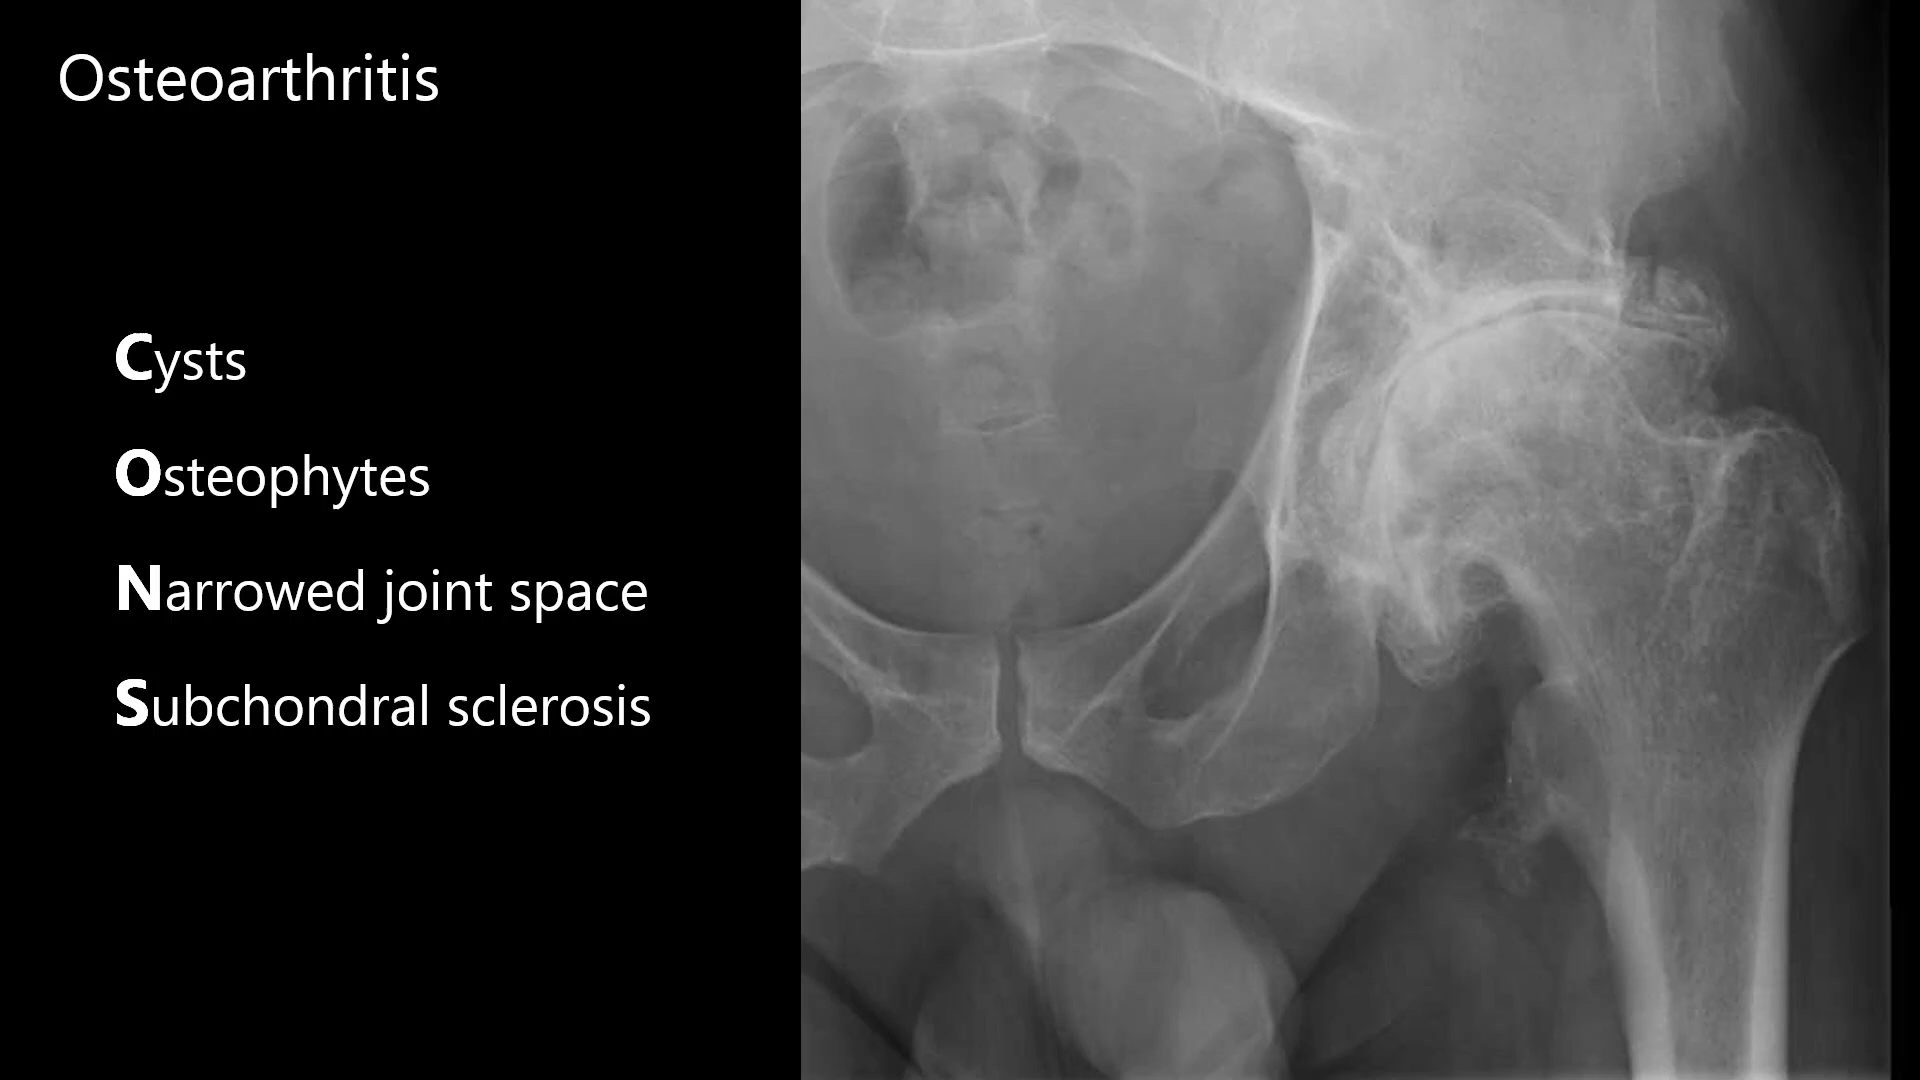 Osteoarthritis
Cysts
Osteophytes
Narrowed joint space
Subchondral sclerosis